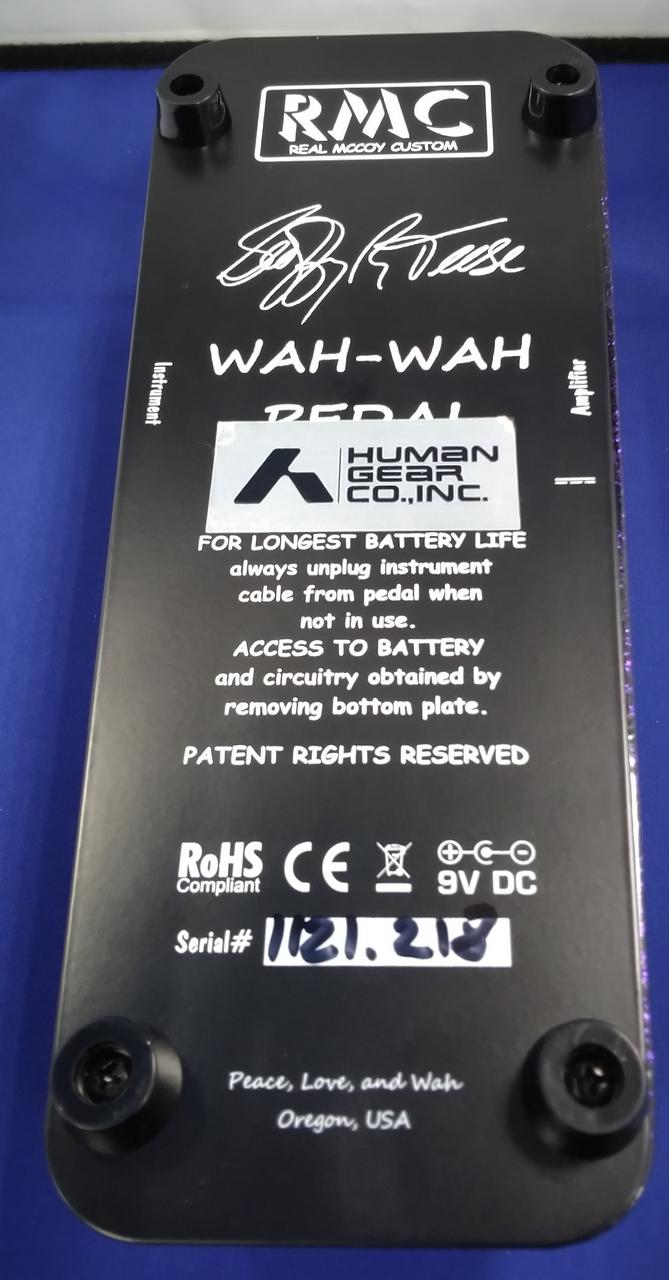 RMC
REAL MCCOY CUSTOM
Teese
WAH-WAH
PEDAL
Instrument
Amplifier
HUMAN
GEAR
CO.,INC.
FOR LONGEST BATTERY LIFE
always unplug instrument
cable from pedal when
not in use.
ACCESS TO BATTERY
and circuitry obtained by
removing bottom plate.
PATENT RIGHTS RESERVED
RoHS
Compliant
CE
9V DC
Serial# 1121.218
Peace, Love, and Wah
Oregon, USA